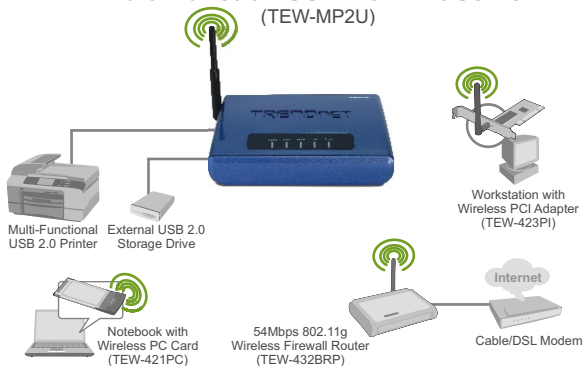 (TEW-MP2U)
TRENDNET
Multi-Functional
USB 2.0 Printer
External USB 2.0
Storage Drive
Workstation with
Wireless PCI Adapter
(TEW-423PI)
Notebook with
Wireless PC Card
(TEW-421PC)
54Mbps 802.11g
Wireless Firewall Router
(TEW-432BRP)
Internet
Cable/DSL Modem